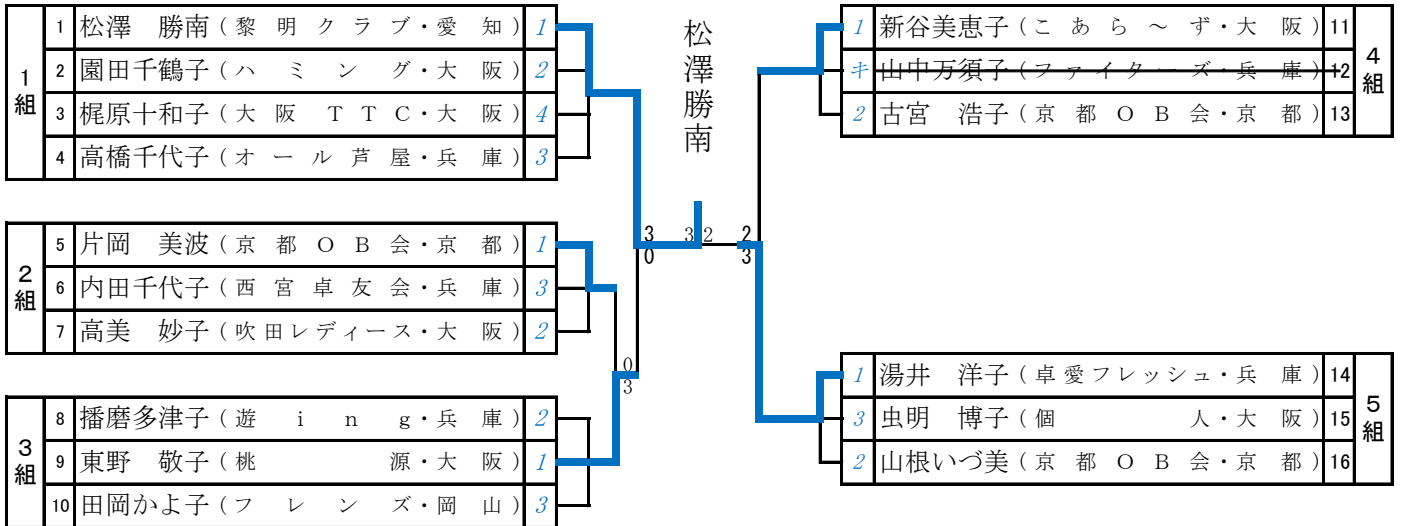 1組
1 松澤 勝南(黎明クラブ・愛知) 1
2 園田千鶴子(ハミング・大阪) 2
3 梶原十和子(大阪TTC・大阪) 4
4 高橋千代子(オール芦屋・兵庫) 3
2組
5 片岡 美波(京都OB会・京都) 1
6 内田千代子(西宮卓友会・兵庫) 3
7 高美 妙子(吹田レディース・大阪) 2
3組
8 播磨多津子(遊ing・兵庫) 2
9 東野 敬子(桃源・大阪) 1
10 田岡かよ子(フレンズ・岡山) 3
0
3
3
0
松澤勝南
3 2
2
3
4組
1 新谷美恵子(こあら~ず・大阪) 11
キ 山中万須子(ファイターズ・兵庫) 12
2 古宮 浩子(京都OB会・京都) 13
5組
1 湯井 洋子(卓愛フレッシュ・兵庫) 14
3 虫明 博子(個人・大阪) 15
2 山根いづ美(京都OB会・京都) 16